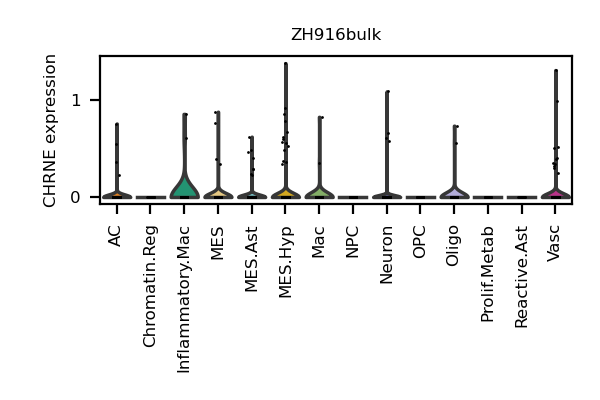 ZH916bulk
CHRNE expression
1
0
AC
Chromatin.Reg
Inflammatory.Mac
MES
MES.Ast
MES.Hyp
Mac
NPC
Neuron
OPC
Oligo
Prolif.Metab
Reactive.Ast
Vasc